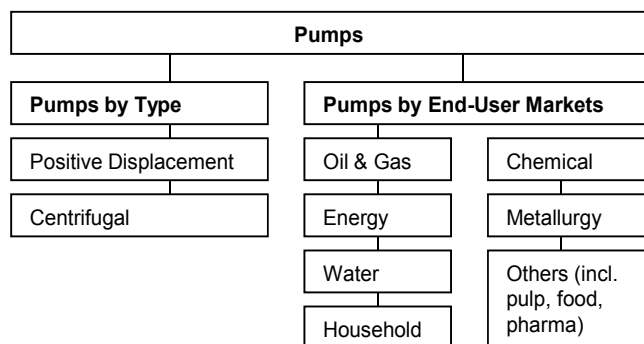 Pumps
Pumps by Type
Pumps by End-User Markets
Positive Displacement
Centrifugal
Oil & Gas
Energy
Water
Household
Chemical
Metallurgy
Others (incl.
pulp, food,
pharma)